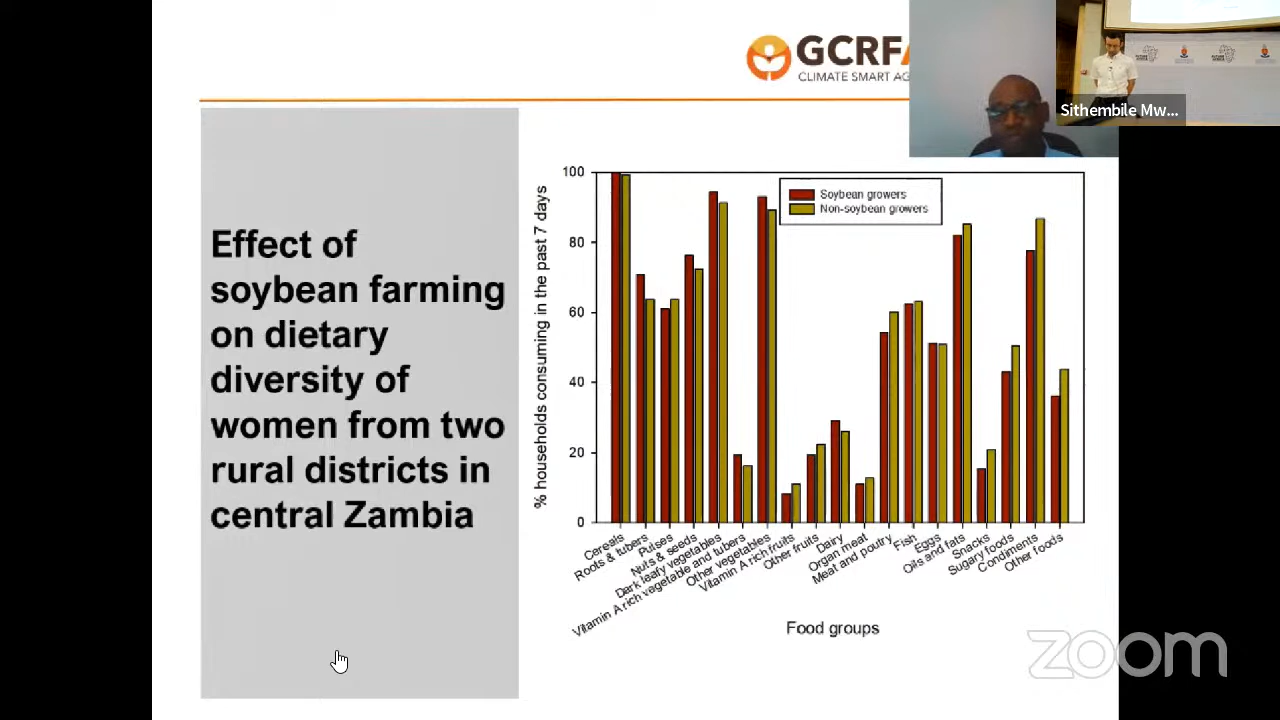 GCRFA
CLIMATE SMART AG
Sithembile Mw...
Effect of
soybean farming
on dietary
diversity of
women from two
rural districts in
central Zambia
% households consuming in the past 7 days
100
80
60
40
20
0
Soybean growers
Non-soybean growers
Cereals
Roots & tubers
Pulses
Nuts & seeds
Dark leafy vegetables
Vitamin A rich vegetable and tubers
Other vegetables
Vitamin A rich fruits
Other fruits
Dairy
Organ meat
Meat and poutry
Fish
Eggs
Oils and fats
Snacks
Sugary foods
Condiments
Other foods
Food groups
zoom